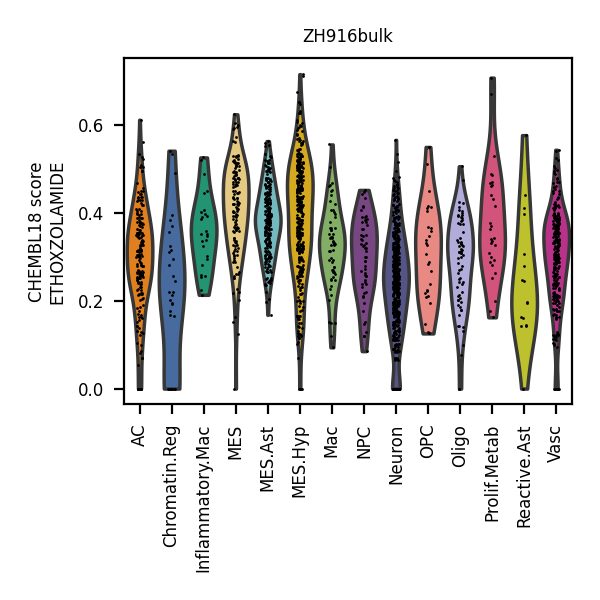 ZH916bulk
CHEMBL18 score
ETHOXZOLAMIDE
0.6
0.4
0.2
0.0
AC
Chromatin.Reg
Inflammatory.Mac
MES
MES.Ast
MES.Hyp
Mac
NPC
Neuron
OPC
Oligo
Prolif.Metab
Reactive.Ast
Vasc